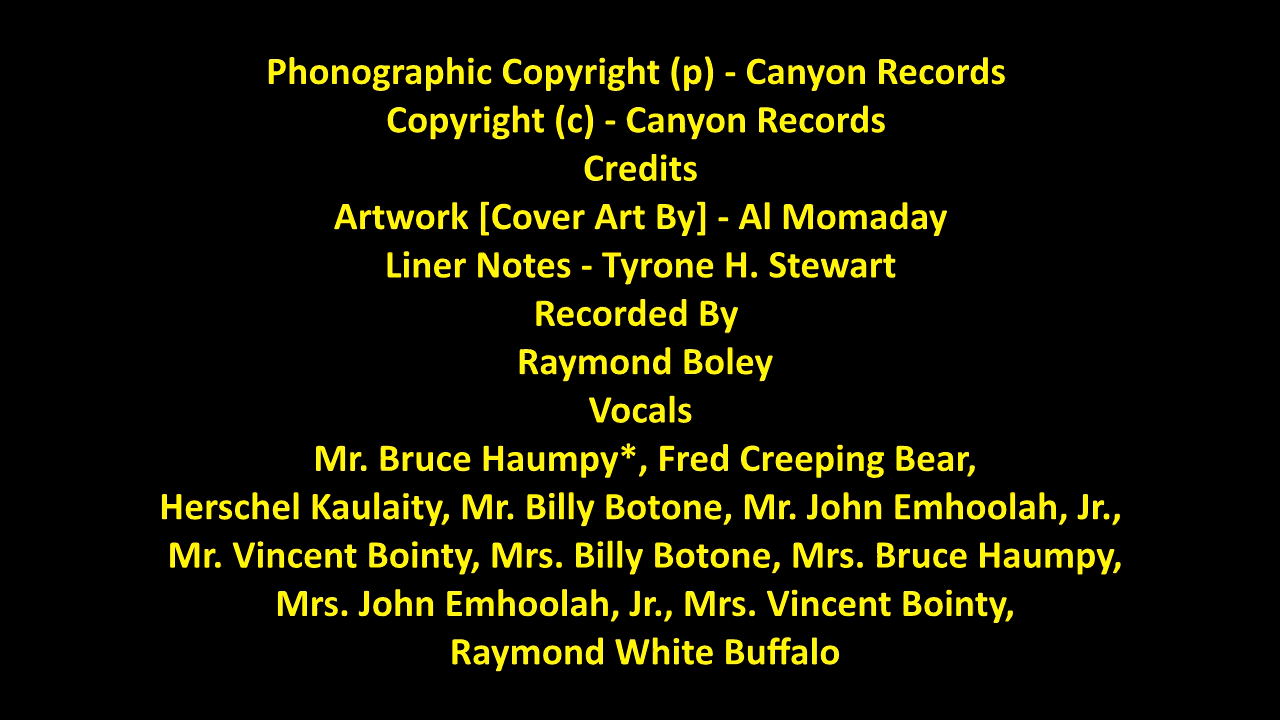 Phonographic Copyright (p) - Canyon Records
Copyright (c) - Canyon Records
Credits
Artwork [Cover Art By] - Al Momaday
Liner Notes - Tyrone H. Stewart
Recorded By
Raymond Boley
Vocals
Mr. Bruce Haumpy*, Fred Creeping Bear,
Herschel Kaulaity, Mr. Billy Botone, Mr. John Emhoolah, Jr.,
Mr. Vincent Bointy, Mrs. Billy Botone, Mrs. Bruce Haumpy,
Mrs. John Emhoolah, Jr., Mrs. Vincent Bointy,
Raymond White Buffalo